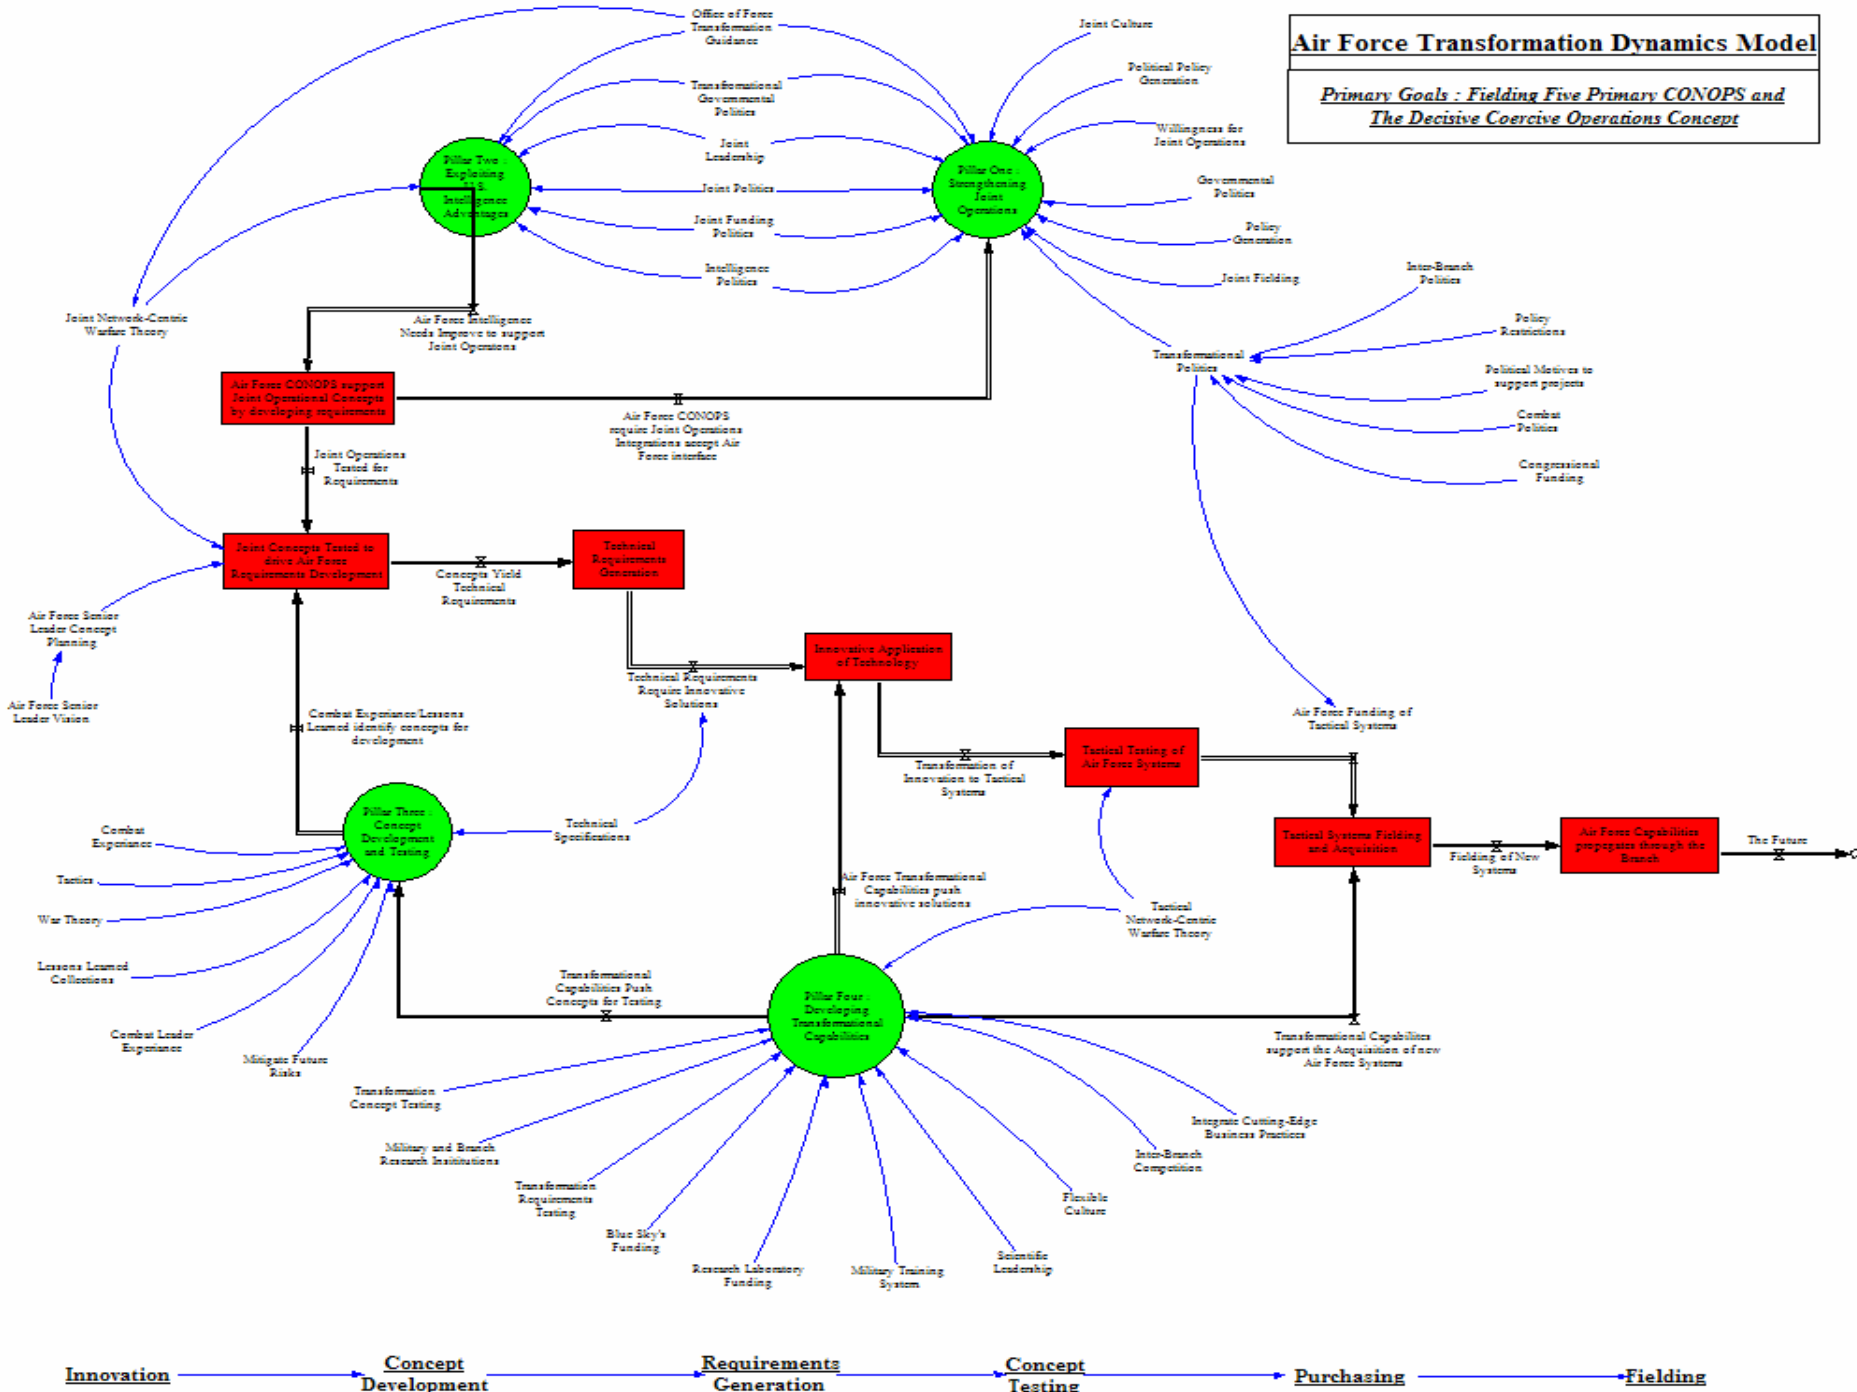 Air Force Transformation Dynamics Model
Primary Goals : Fielding Five Primary CONOPS and
The Decisive Coercive Operations Concept
Office of Force
Transformation
Guidance
Transformational
Governmental
Politics
Joint
Leadership
Joint Politics
Joint Funding
Politics
Intelligence
Politics
Joint Culture
Political Policy
Generation
Willingness for
Joint Operations
Governmental
Politics
Policy
Generation
Joint Fielding
Pillar Two :
Exploiting
U.S.
Intelligence
Advantages
Pillar One :
Strengthening
Joint
Operations
Inter-Branch
Politics
Policy
Restrictions
Transformational
Politics
Political Motives to
support projects
Combat
Politics
Congressional
Funding
Joint Network-Centric
Warfare Theory
Air Force Intelligence
Needs Improve to support
Joint Operatons
Air Force CONOPS support
Joint Operational Concepts
by developing requirements
Air Force CONOPS
require Joint Operations
Integrations accept Air
Force interface
Joint Operations
Tested for
Requirements
Joint Concepts Tested to
drive Air Force
Requirements Development
Concepts Yield
Technical
Requirements
Technical
Requirements
Generation
Air Force Senior
Leader Concept
Planning
Air Force Senior
Leader Vision
Innovative Application
of Technology
Technical Requirements
Require Innovative
Solutions
Combat Experiance/Lessons
Learned identify concepts for
development
Air Force Funding of
Tactical Systems
Tactical Testing of
Air Force Systems
Transformation of
Innovation to Tactical
Systems
Pillar Three :
Concept
Development
and Testing
Technical
Specifications
Combat
Experiance
Tactics
War Theory
Lessons Learned
Collections
Combat Leader
Experiance
Mitigate Future
Risks
Tactical Systems Fielding
and Acquisition
Fielding of New
Systems
Air Force Capabilities
propegates through the
Branch
The Future
Air Force Transformational
Capabilities push
innovative solutions
Tactical
Network-Centric
Warfare Theory
Transformational
Capabilities Push
Concepts for Testing
Pillar Four :
Developing
Transformational
Capabilities
Transformational Capabilites
support the Acquisition of new
Air Force Systems
Transformation
Concept Testing
Military and Branch
Research Insititutions
Transformation
Requirements
Testing
Blue Sky's
Funding
Research Laboratory
Funding
Military Training
System
Scientific
Leadership
Flexible
Culture
Inter-Branch
Competition
Integrate Cutting-Edge
Business Practices
Innovation
Concept
Development
Requirements
Generation
Concept
Testing
Purchasing
Fielding